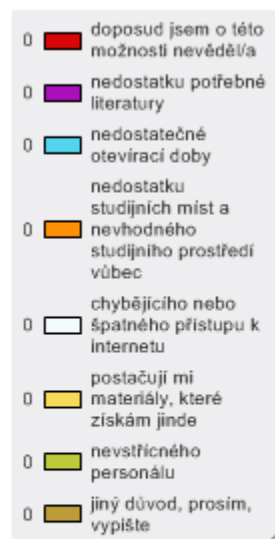 doposud jsem o této
0 možnosti nevěděl/a
0 nedostatku potřebné
literatury
0 nedostatečné
otevírací doby
nedostatku
studijních míst a
0 nevhodného
studijního prostředí
vůbec
chybějícího nebo
0 špatného přístupu k
internetu
postačují mi
0 materiály, které
získám jinde
0 nevstřícného
personálu
0 jiný důvod, prosím,
vypište